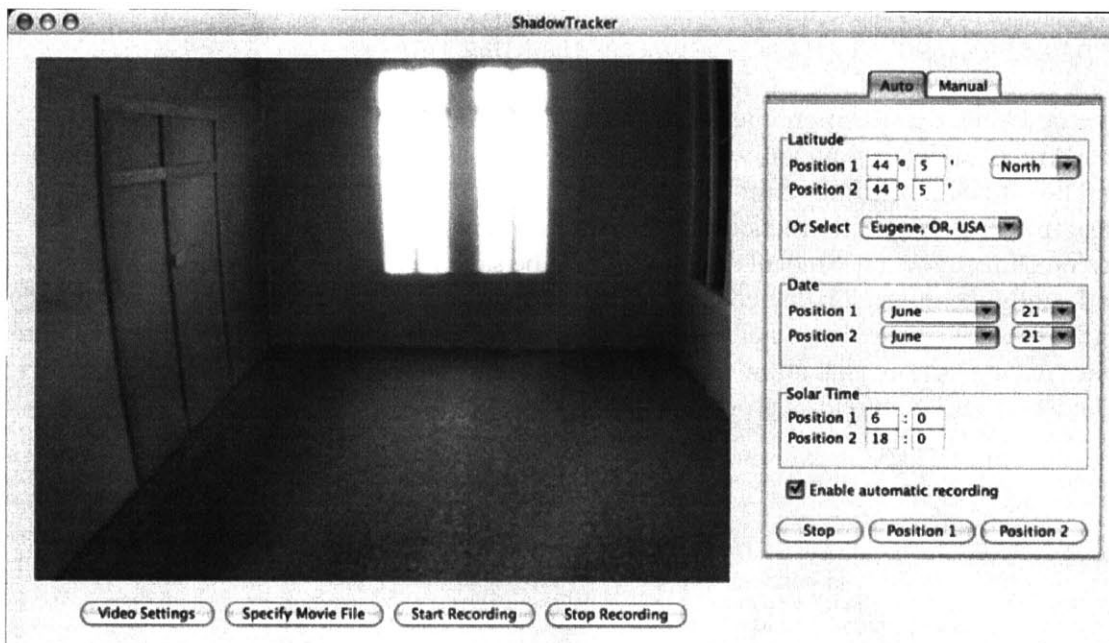 ShadowTracker
Auto Manual
Latitude
Position 1 44 ° 5 ' North
Position 2 44 ° 5 '
Or Select Eugene, OR, USA
Date
Position 1 June 21
Position 2 June 21
Solar Time
Position 1 6 : 0
Position 2 18 : 0
Enable automatic recording
Stop Position 1 Position 2
Video Settings Specify Movie File Start Recording Stop Recording